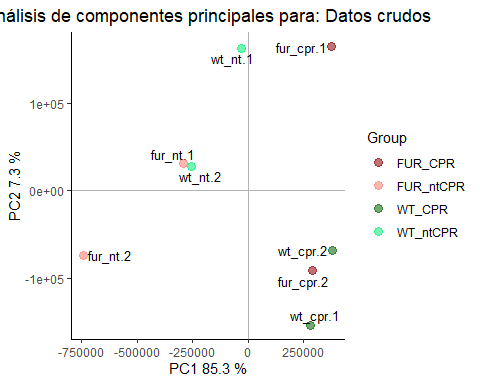 nálisis de componentes principales para: Datos crudos
wt_nt.1
fur_cpr.1
1e+05
fur_nt.1
wt_nt.2
0e+00
fur_nt.2
wt_cpr.2
-1e+05
fur_cpr.2
wt_cpr.1
PC2 7.3 %
-750000 -500000 -250000 0 250000
PC1 85.3 %
Group
FUR_CPR
FUR_ntCPR
WT_CPR
WT_ntCPR